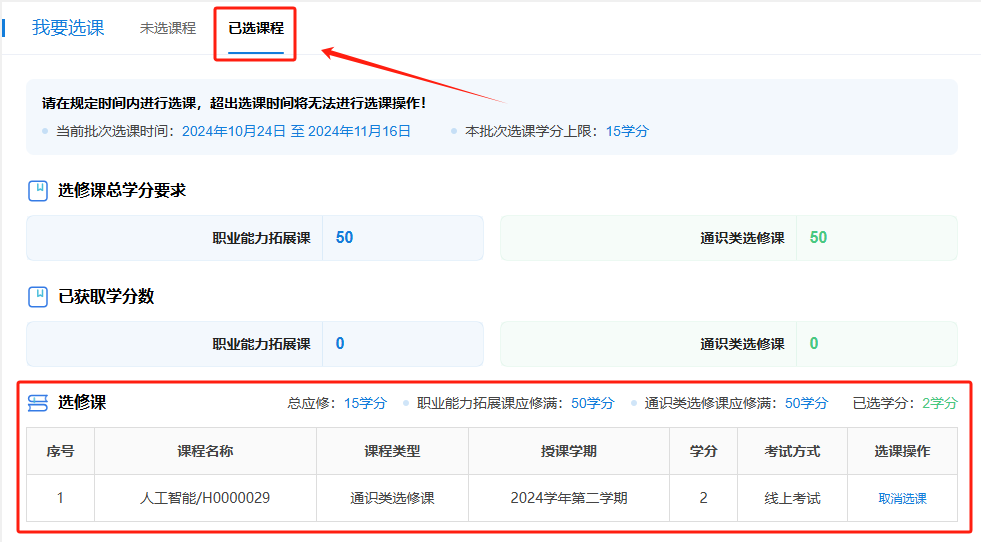 我要选课 未选课程 已选课程
请在规定时间内进行选课，超出选课时间将无法进行选课操作！
当前批次选课时间：2024年10月24日 至 2024年11月16日 本批次选课学分上限：15学分
选修课总学分要求
职业能力拓展课 50 通识类选修课 50
已获取学分数
职业能力拓展课 0 通识类选修课 0
选修课 总应修：15学分 职业能力拓展课应修满：50学分 通识类选修课应修满：50学分 已选学分：2学分
序号 课程名称 课程类型 授课学期 学分 考试方式 选课操作
1 人工智能/H0000029 通识类选修课 2024学年第二学期 2 线上考试 取消选课